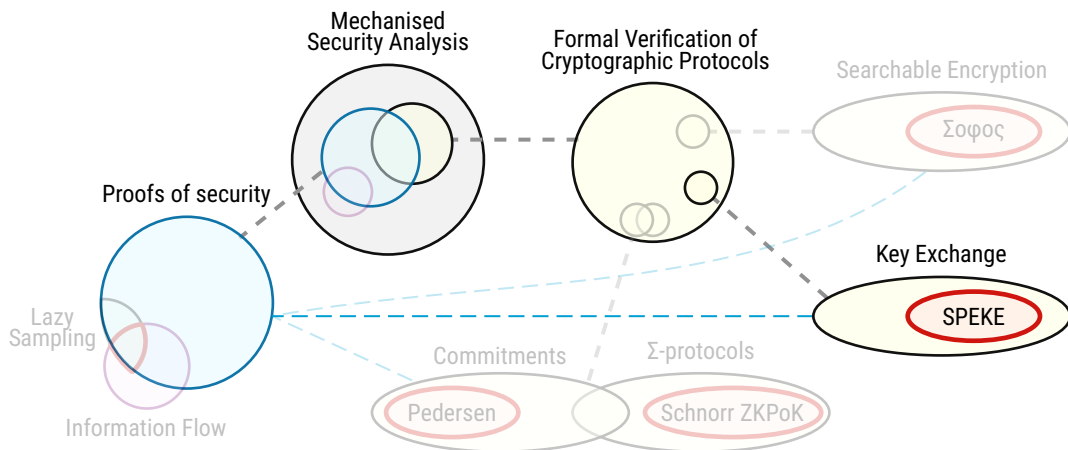 Mechanised
Security Analysis
Formal Verification of
Cryptographic Protocols
Searchable Encryption
Σοφος
Proofs of security
Key Exchange
SPEKE
Lazy
Sampling
Information Flow
Commitments
Σ-protocols
Pedersen
Schnorr ZKPoK